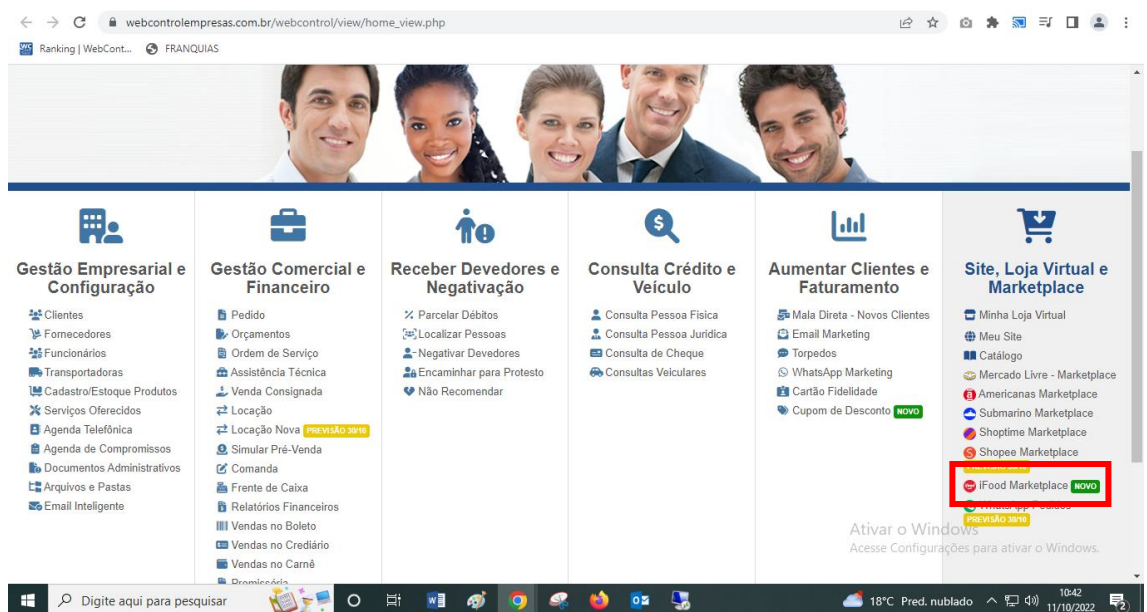 webcontrolempresas.com.br/webcontrol/view/home_view.php
Ranking | WebCont... FRANQUIAS
Gestão Empresarial e
Configuração
Clientes
Fornecedores
Funcionários
Transportadoras
Cadastro/Estoque Produtos
Serviços Oferecidos
Agenda Telefônica
Agenda de Compromissos
Documentos Administrativos
Arquivos e Pastas
Email Inteligente
Gestão Comercial e
Financeiro
Pedido
Orçamentos
Ordem de Serviço
Assistência Técnica
Venda Consignada
Locação
Locação Nova PREVISÃO 30/10
Simular Pré-Venda
Comanda
Frente de Caixa
Relatórios Financeiros
Vendas no Boleto
Vendas no Crediário
Vendas no Carnê
Promissória
Receber Devedores e
Negativação
Parcelar Débitos
Localizar Pessoas
Negativar Devedores
Encaminhar para Protesto
Não Recomendar
Consulta Crédito e
Veículo
Consulta Pessoa Física
Consulta Pessoa Jurídica
Consulta de Cheque
Consultas Veiculares
Aumentar Clientes e
Faturamento
Mala Direta - Novos Clientes
Email Marketing
Torpedos
WhatsApp Marketing
Cartão Fidelidade
Cupom de Desconto NOVO
Site, Loja Virtual e
Marketplace
Minha Loja Virtual
Meu Site
Catálogo
Mercado Livre - Marketplace
Americanas Marketplace
Submarino Marketplace
Shoptime Marketplace
Shopee Marketplace
iFood Marketplace NOVO
WhatsApp Pedidos
PREVISÃO 30/10
Ativar o Windows
Acesse Configurações para ativar o Windows.
Digite aqui para pesquisar
18°C Pred. nublado
10:42
11/10/2022